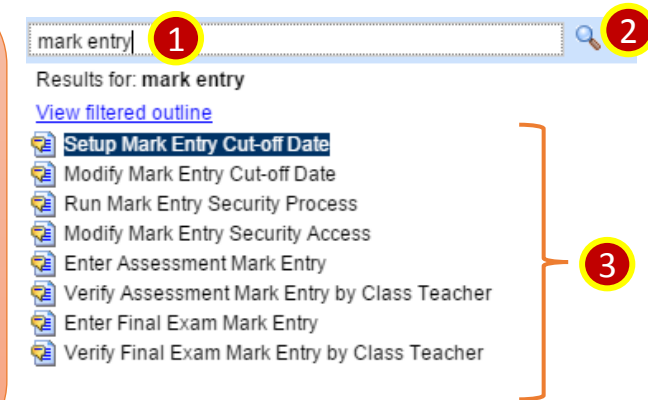 mark entry
1
2
Results for: mark entry
View filtered outline
Setup Mark Entry Cut-off Date
Modify Mark Entry Cut-off Date
Run Mark Entry Security Process
Modify Mark Entry Security Access
Enter Assessment Mark Entry
Verify Assessment Mark Entry by Class Teacher
Enter Final Exam Mark Entry
Verify Final Exam Mark Entry by Class Teacher
3